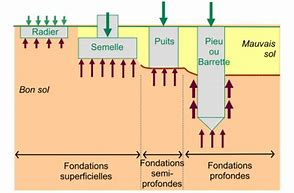 Radier
Semelle
Puits
Pieu
ou
Barrette
Mauvais
sol
Bon sol
Fondations
superficielles
Fondations
semi-
profondes
Fondations
profondes